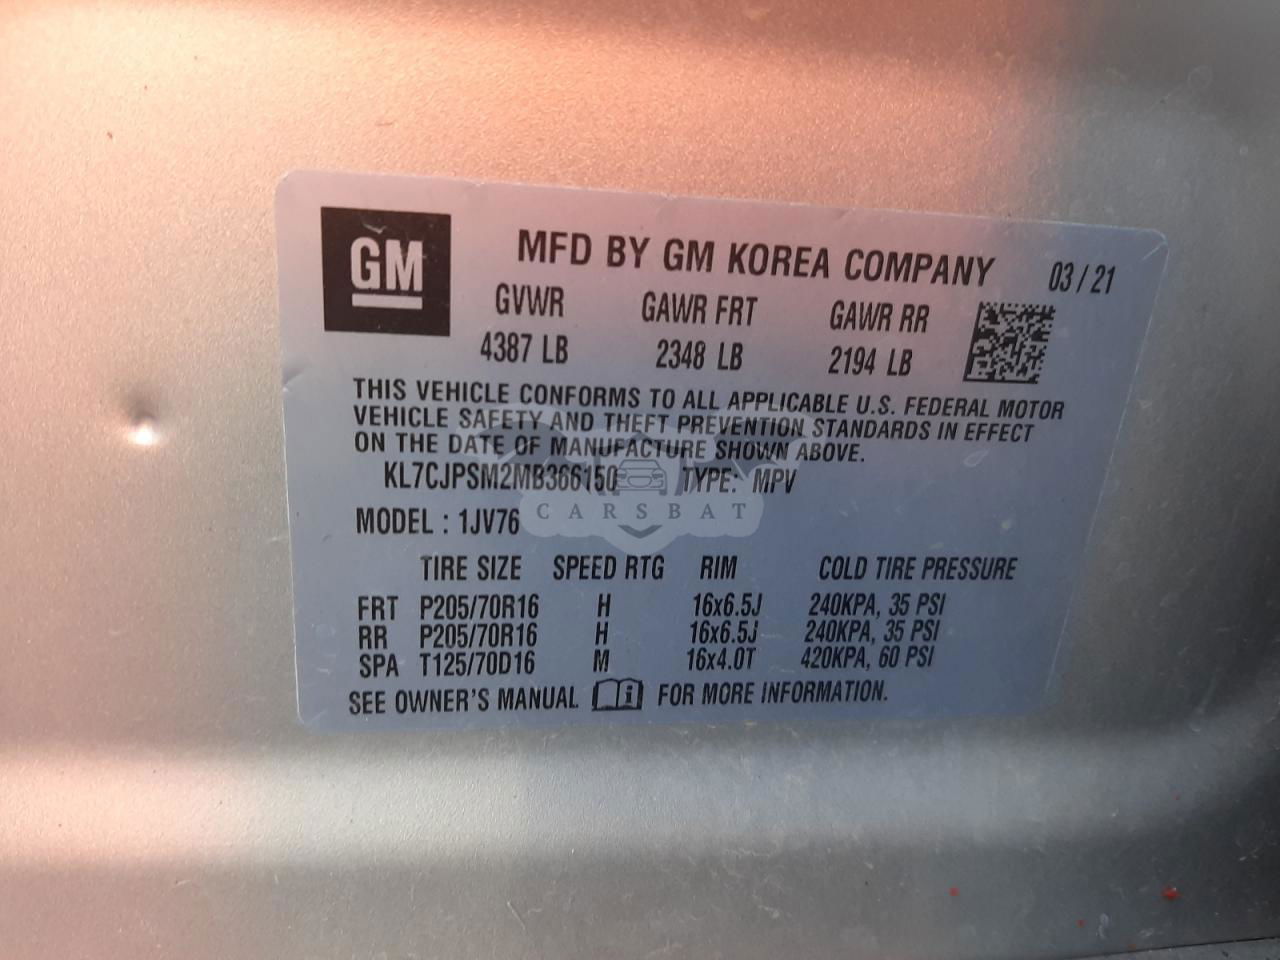 GM
MFD BY GM KOREA COMPANY 03/21
GVWR GAWR FRT GAWR RR
4387 LB 2348 LB 2194 LB
THIS VEHICLE CONFORMS TO ALL APPLICABLE U.S. FEDERAL MOTOR
VEHICLE SAFETY AND THEFT PREVENTION STANDARDS IN EFFECT
ON THE DATE OF MANUFACTURE SHOWN ABOVE.
KL7CJPSM2MB366150 TYPE: MPV
CARSBAT
MODEL : 1JV76
TIRE SIZE SPEED RTG RIM COLD TIRE PRESSURE
FRT P205/70R16 H 16x6.5J 240KPA, 35 PSI
RR P205/70R16 H 16x6.5J 240KPA, 35 PSI
SPA T125/70D16 M 16x4.0T 420KPA, 60 PSI
SEE OWNER'S MANUAL i FOR MORE INFORMATION.